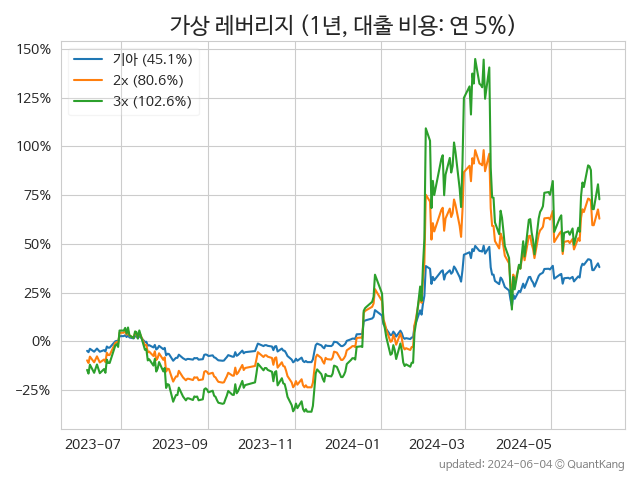 가상 레버리지 (1년, 대출 비용: 연 5%)
기아 (45.1%)
2x (80.6%)
3x (102.6%)
150%
125%
100%
75%
50%
25%
0%
−25%
2023-07
2023-09
2023-11
2024-01
2024-03
2024-05
updated: 2024-06-04 © QuantKang